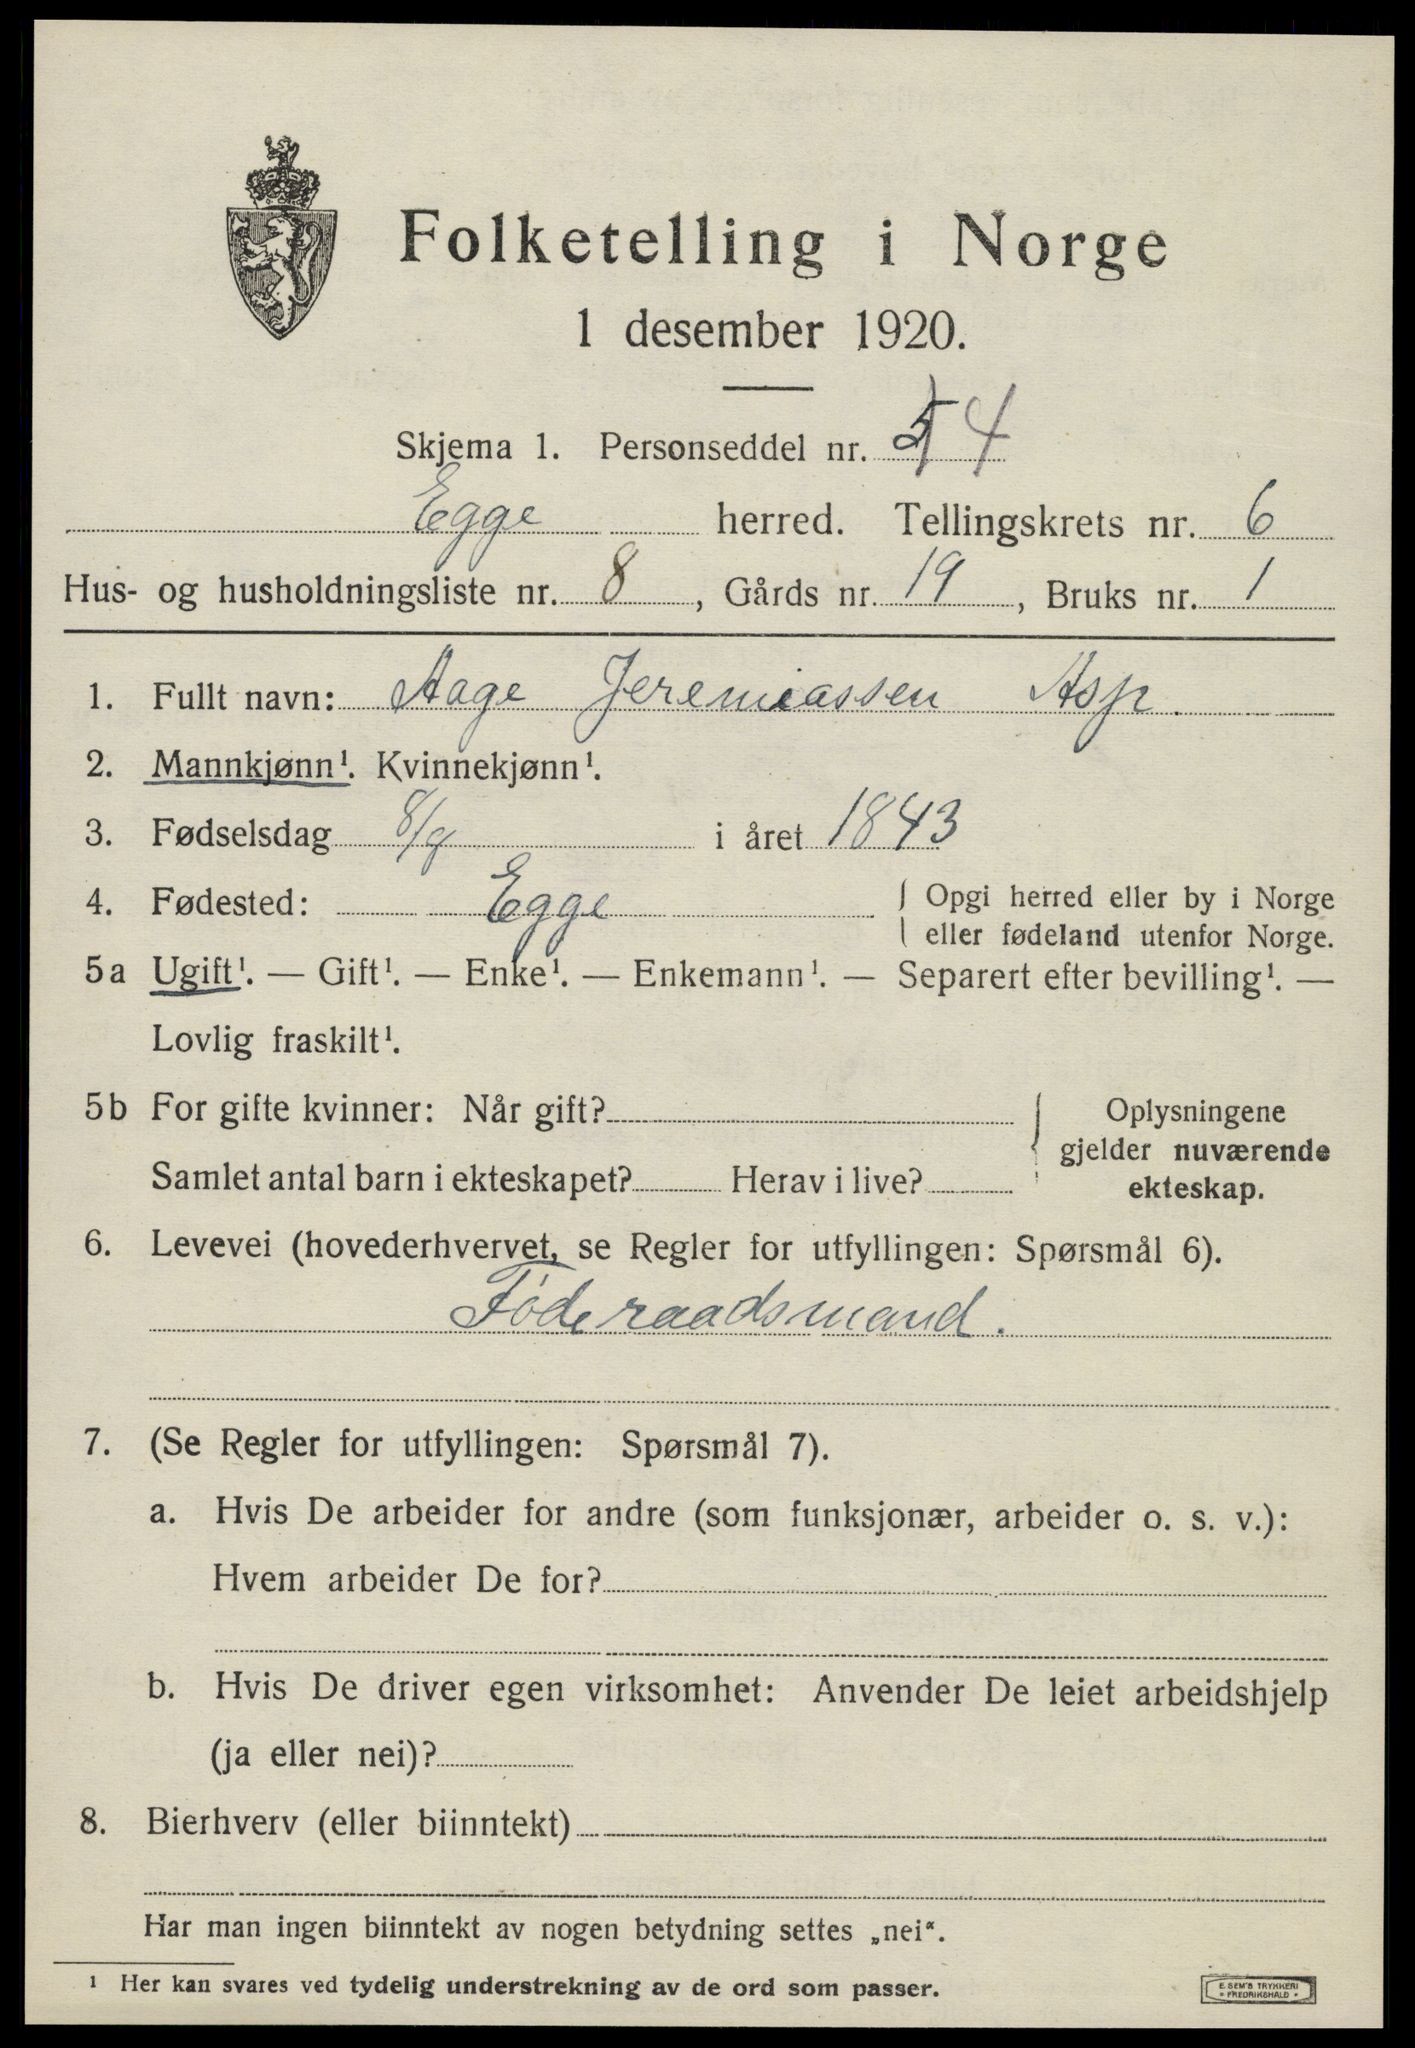 Folketelling i Norge
1 desember 1920.
Skjema 1. Personseddel nr. 4
Egge herred. Tellingskrets nr. 6
Hus- og husholdningsliste nr. 8, Gårds nr. 19, Bruks nr. 1
1. Fullt navn: Aage Jeremiassen Asp.
2. Mannkjønn¹. Kvinnekjønn¹.
3. Fødselsdag 8/9 i året 1843
4. Fødested: Egge { Opgi herred eller by i Norge
eller fødeland utenfor Norge.
5a Ugift¹. — Gift¹. — Enke¹. — Enkemann¹. — Separert efter bevilling¹. —
Lovlig fraskilt¹.
5b For gifte kvinner: Når gift? { Oplysningene
gjelder nuværende
Samlet antal barn i ekteskapet? Herav i live? ekteskap.
6. Levevei (hovederhvervet, se Regler for utfyllingen: Spørsmål 6).
Föderaadsmand.
7. (Se Regler for utfyllingen: Spørsmål 7).
a. Hvis De arbeider for andre (som funksjonær, arbeider o. s. v.):
Hvem arbeider De for?
b. Hvis De driver egen virksomhet: Anvender De leiet arbeidshjelp
(ja eller nei)?
8. Bierhverv (eller biinntekt)
Har man ingen biinntekt av nogen betydning settes „nei".
¹ Her kan svares ved tydelig understrekning av de ord som passer.
E. SEM'S TRYKKERI
• FREDRIKSHALD •